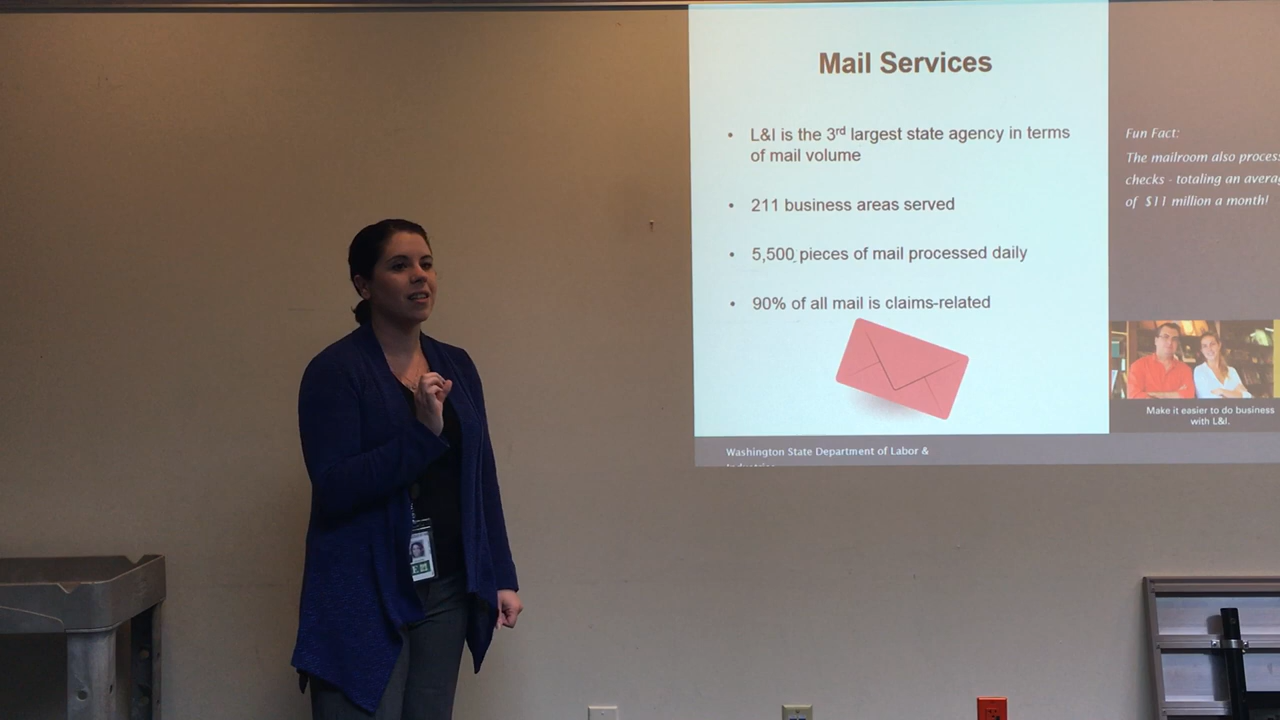 Mail Services
• L&I is the 3rd largest state agency in terms
of mail volume
• 211 business areas served
• 5,500 pieces of mail processed daily
• 90% of all mail is claims-related
Fun Fact:
The mailroom also process
checks - totaling an avera
of $11 million a month!
Make it easier to do business
with L&I.
Washington State Department of Labor &
Industries